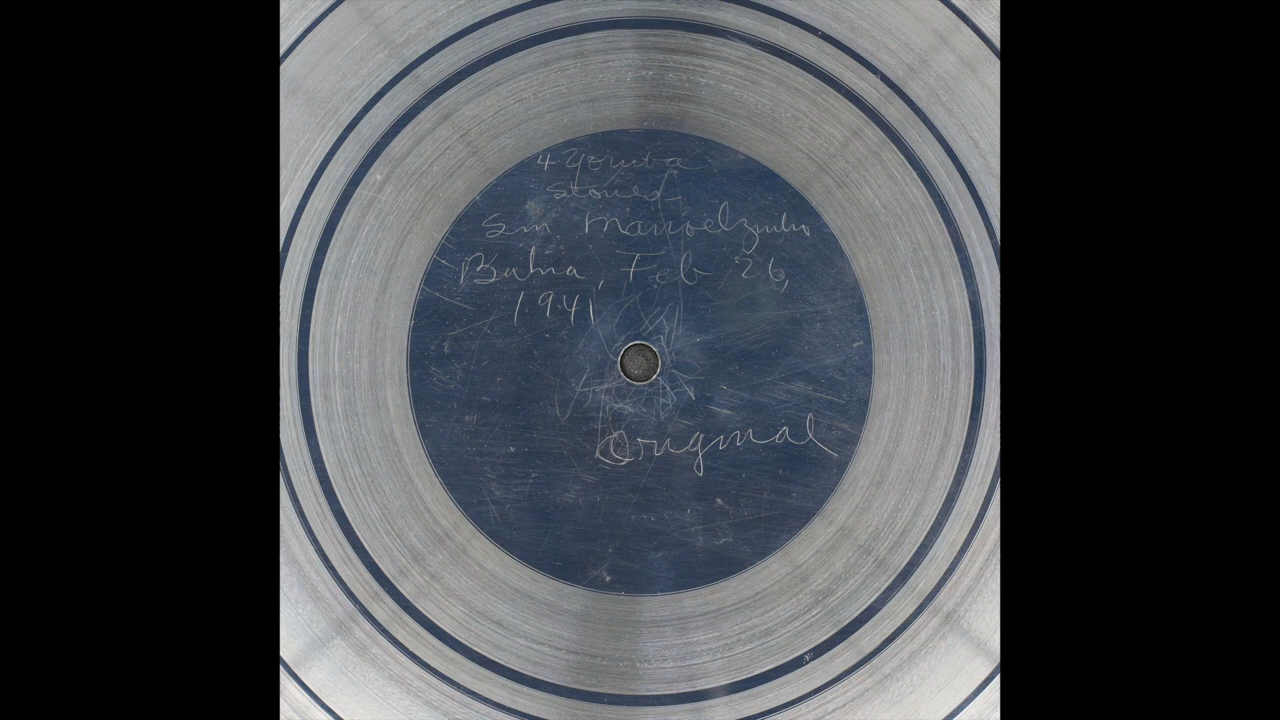 4 Yoruba
stories
Sm Manoelzinho
Bahia, Feb 26,
1941
Original